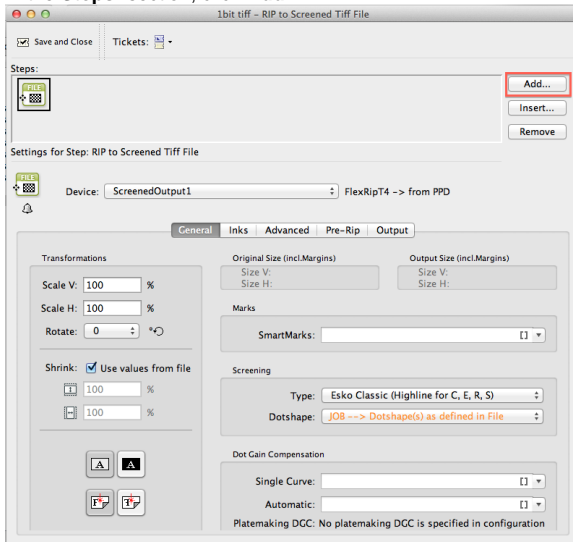 1bit tiff – RIP to Screened Tiff File
Save and Close Tickets:
Steps:
FILE
Add...
Insert...
Remove
Settings for Step: RIP to Screened Tiff File
FILE
Device: ScreenedOutput1 FlexRipT4 -> from PPD
General Inks Advanced Pre-Rip Output
Transformations
Scale V: 100 %
Scale H: 100 %
Rotate: 0 °
Shrink: Use values from file
100 %
100 %
A A
Original Size (incl.Margins)
Size V:
Size H:
Output Size (incl.Margins)
Size V:
Size H:
Marks
SmartMarks: []
Screening
Type: Esko Classic (Highline for C, E, R, S)
Dotshape: JOB --> Dotshape(s) as defined in File
Dot Gain Compensation
Single Curve: []
Automatic: []
Platemaking DGC: No platemaking DGC is specified in configuration